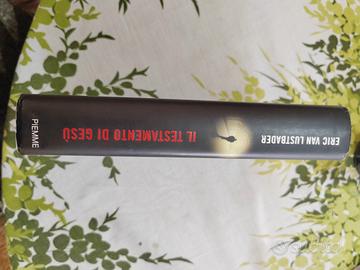 ERIC VAN LUSTBADER
IL TESTAMENTO DI GESÙ
PIEMME